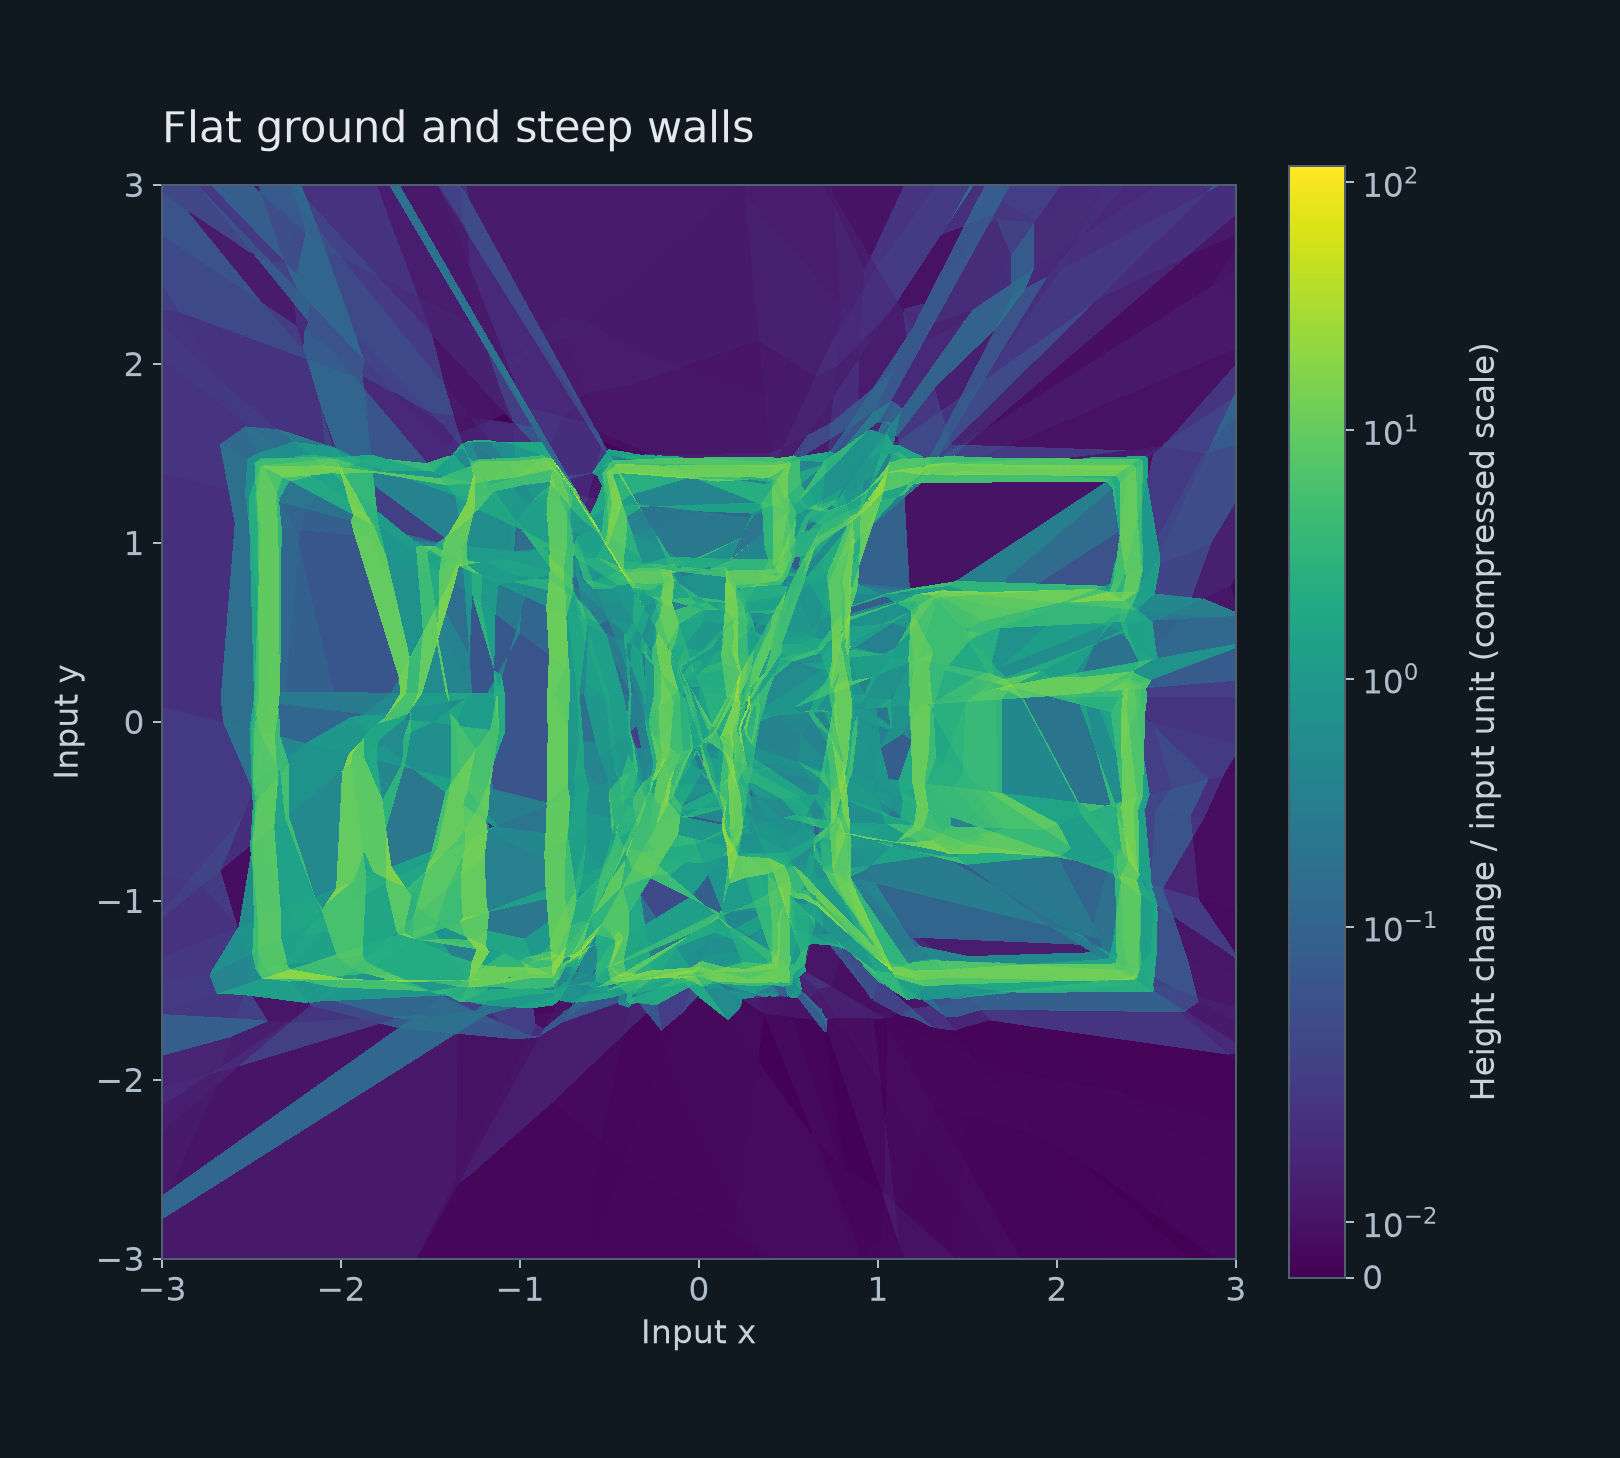 Flat ground and steep walls
MIG
3
2
1
0
−1
−2
−3
Input y
−3 −2 −1 0 1 2 3
Input x
10²
10¹
10⁰
10⁻¹
10⁻²
0
Height change / input unit (compressed scale)